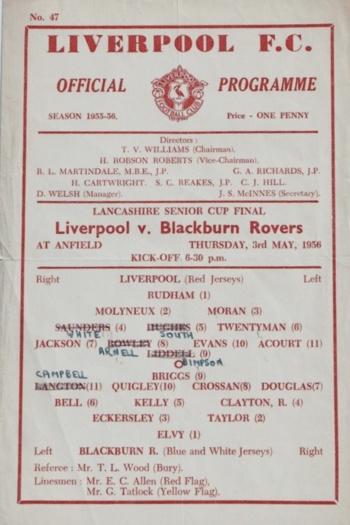 No. 47
LIVERPOOL F.C.
OFFICIAL PROGRAMME
LIVERPOOL
FOOTBALL CLUB
SEASON 1955-56. Price - ONE PENNY
Directors :
T. V. WILLIAMS (Chairman).
H. ROBSON ROBERTS (Vice-Chairman).
R. L. MARTINDALE, M.B.E., J.P. G. A. RICHARDS, J.P.
H. CARTWRIGHT. S. C. REAKES, J.P. C. J. HILL.
D. WELSH (Manager). J. S. McINNES (Secretary).
LANCASHIRE SENIOR CUP FINAL
Liverpool v. Blackburn Rovers
AT ANFIELD THURSDAY, 3rd MAY, 1956
KICK-OFF 6-30 p.m.
Right LIVERPOOL (Red Jerseys) Left
RUDHAM (1)
MOLYNEUX (2) MORAN (3)
SAUNDERS (4) HUGHES (5) TWENTYMAN (6)
WHITE SOUTH
JACKSON (7) ROWLEY (8) EVANS (10) ACOURT (11)
ARNELL LIDDELL (9)
SIMPSON
BRIGGS (9)
CAMPBELL
LANGTON(11) QUIGLEY(10) CROSSAN(8) DOUGLAS(7)
BELL (6) KELLY (5) CLAYTON, R. (4)
ECKERSLEY (3) TAYLOR (2)
ELVY (1)
Left BLACKBURN R. (Blue and White Jerseys) Right
Referee : Mr. T. L. Wood (Bury).
Linesmen : Mr. E. C. Allen (Red Flag),
Mr. G. Tatlock (Yellow Flag).